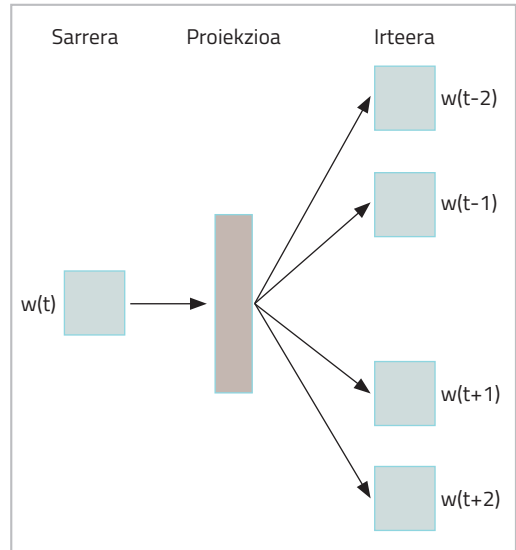 Sarrera Proiekzioa Irteera
w(t-2)
w(t-1)
w(t)
w(t+1)
w(t+2)